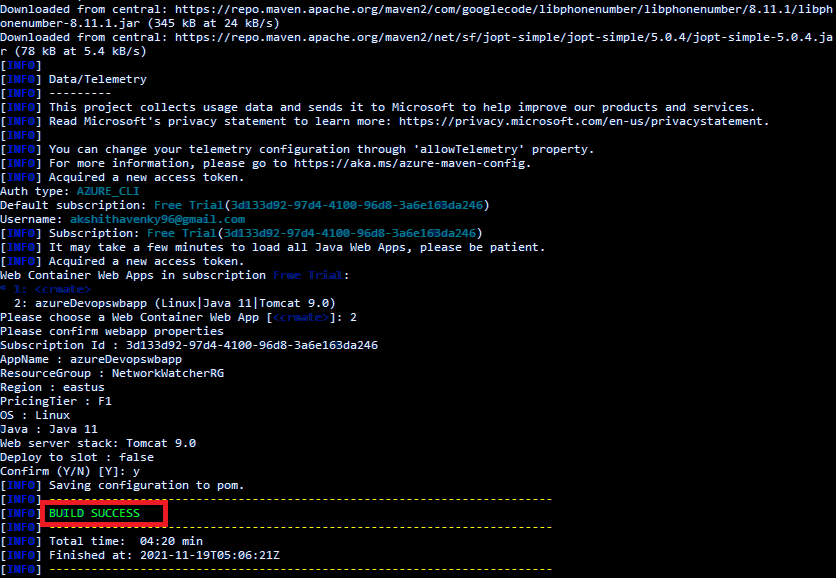 Downloaded from central: https://repo.maven.apache.org/maven2/com/googlecode/libphonenumber/libphonenumber/8.11.1/libph
onenumber-8.11.1.jar (345 kB at 24 kB/s)
Downloaded from central: https://repo.maven.apache.org/maven2/net/sf/jopt-simple/jopt-simple/5.0.4/jopt-simple-5.0.4.ja
r (78 kB at 5.4 kB/s)
[INFO]
[INFO] Data/Telemetry
[INFO] ---------
[INFO] This project collects usage data and sends it to Microsoft to help improve our products and services.
[INFO] Read Microsoft's privacy statement to learn more: https://privacy.microsoft.com/en-us/privacystatement.
[INFO]
[INFO] You can change your telemetry configuration through 'allowTelemetry' property.
[INFO] For more information, please go to https://aka.ms/azure-maven-config.
[INFO] Acquired a new access token.
Auth type: AZURE_CLI
Default subscription: Free Trial(3d133d92-97d4-4100-96d8-3a6e163da246)
Username: akshithavenky96@gmail.com
[INFO] Subscription: Free Trial(3d133d92-97d4-4100-96d8-3a6e163da246)
[INFO] It may take a few minutes to load all Java Web Apps, please be patient.
[INFO] Acquired a new access token.
Web Container Web Apps in subscription Free Trial:
* 1: <create>
  2: azureDevopswbapp (Linux|Java 11|Tomcat 9.0)
Please choose a Web Container Web App [<create>]: 2
Please confirm webapp properties
Subscription Id : 3d133d92-97d4-4100-96d8-3a6e163da246
AppName : azureDevopswbapp
ResourceGroup : NetworkWatcherRG
Region : eastus
PricingTier : F1
OS : Linux
Java : Java 11
Web server stack: Tomcat 9.0
Deploy to slot : false
Confirm (Y/N) [Y]: y
[INFO] Saving configuration to pom.
[INFO] ------------------------------------------------------------------------
[INFO] BUILD SUCCESS
[INFO] ------------------------------------------------------------------------
[INFO] Total time:  04:20 min
[INFO] Finished at: 2021-11-19T05:06:21Z
[INFO] ------------------------------------------------------------------------